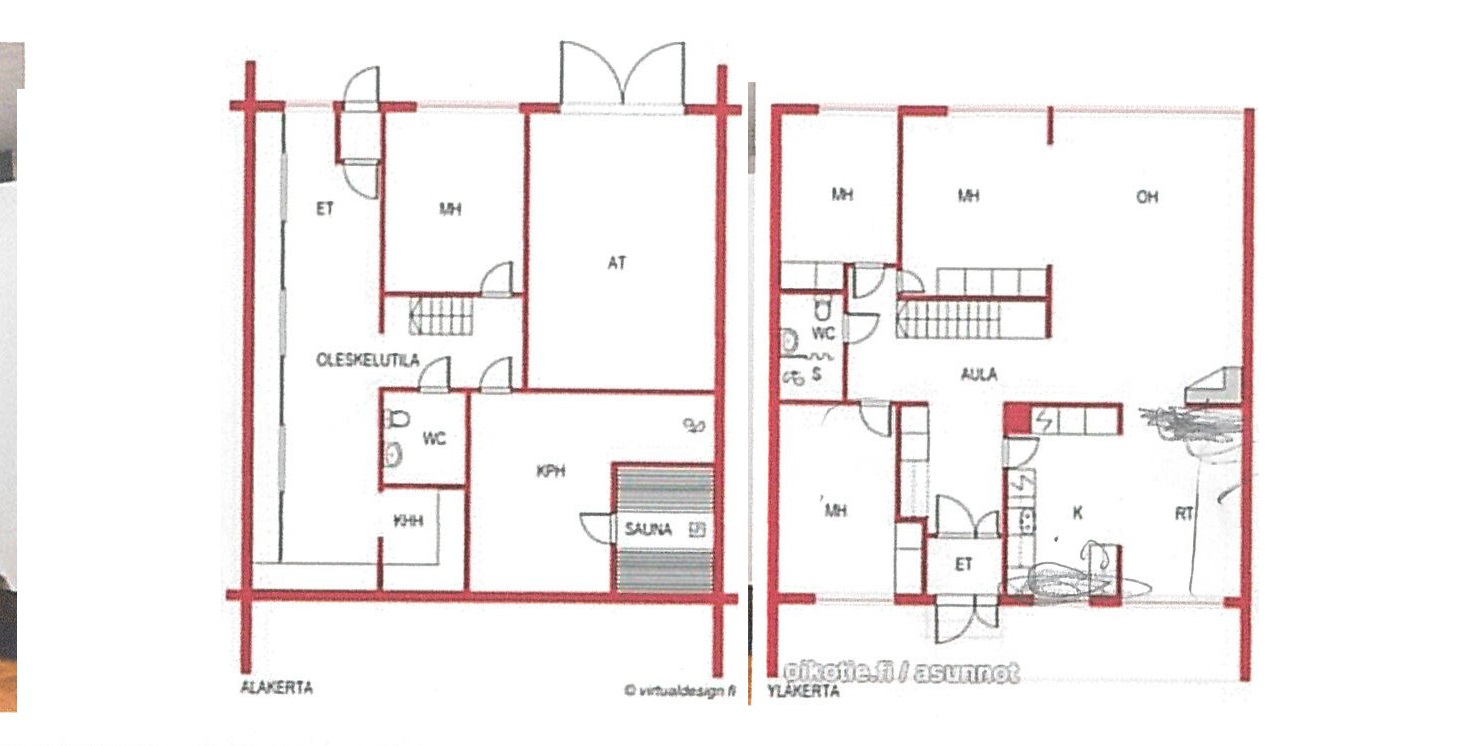 ET
MH
AT
OLESKELUTILA
WC
KPH
KHH
SAUNA
ALAKERTA
© virtualdesign.fi
MH
MH
OH
WC
S
AULA
MH
K
RT
ET
oikotie.fi / asunnot
YLÄKERTA